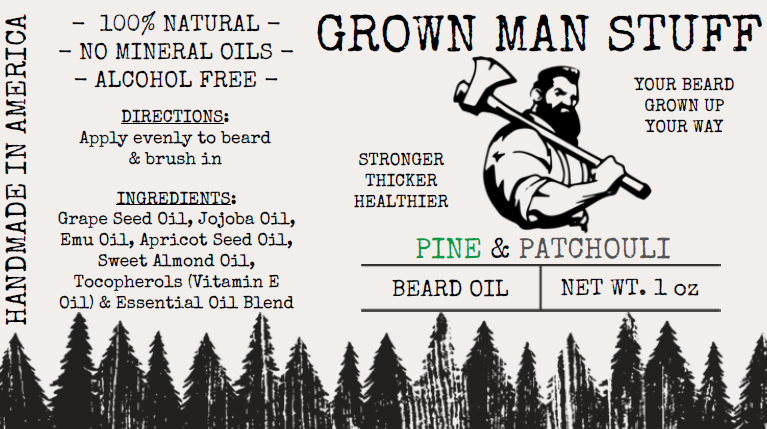 HANDMADE IN AMERICA
- 100% NATURAL -
- NO MINERAL OILS -
- ALCOHOL FREE -
DIRECTIONS:
Apply evenly to beard
& brush in
INGREDIENTS:
Grape Seed Oil, Jojoba Oil,
Emu Oil, Apricot Seed Oil,
Sweet Almond Oil,
Tocopherols (Vitamin E
Oil) & Essential Oil Blend
GROWN MAN STUFF
YOUR BEARD
GROWN UP
YOUR WAY
STRONGER
THICKER
HEALTHIER
PINE & PATCHOULI
BEARD OIL
NET WT. 1 oz